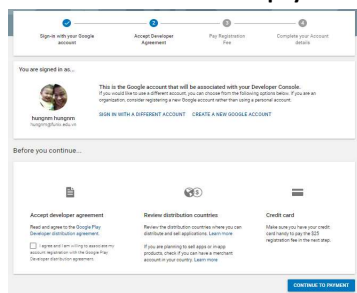 1
2
3
4
Sign-in with your Google
account
Accept Developer
Agreement
Pay Registration
Fee
Complete your Account
details
You are signed in as...
This is the Google account that will be associated with your Developer Console.
If you would like to use a different account, you can choose from the following options below. If you are an
organization, consider registering a new Google account rather than using a personal account.
SIGN IN WITH A DIFFERENT ACCOUNT
CREATE A NEW GOOGLE ACCOUNT
hungnm hungnm
hungnm@funix.edu.vn
Before you continue...
Accept developer agreement
Read and agree to the Google Play
Developer distribution agreement.
I agree and I am willing to associate my
account registration with the Google Play
Developer distribution agreement.
Review distribution countries
Review the distribution countries where you can
distribute and sell applications. Learn more
If you are planning to sell apps or in-app
products, check if you can have a merchant
account in your country. Learn more
Credit card
Make sure you have your credit
card handy to pay the $25
registration fee in the next step.
CONTINUE TO PAYMENT